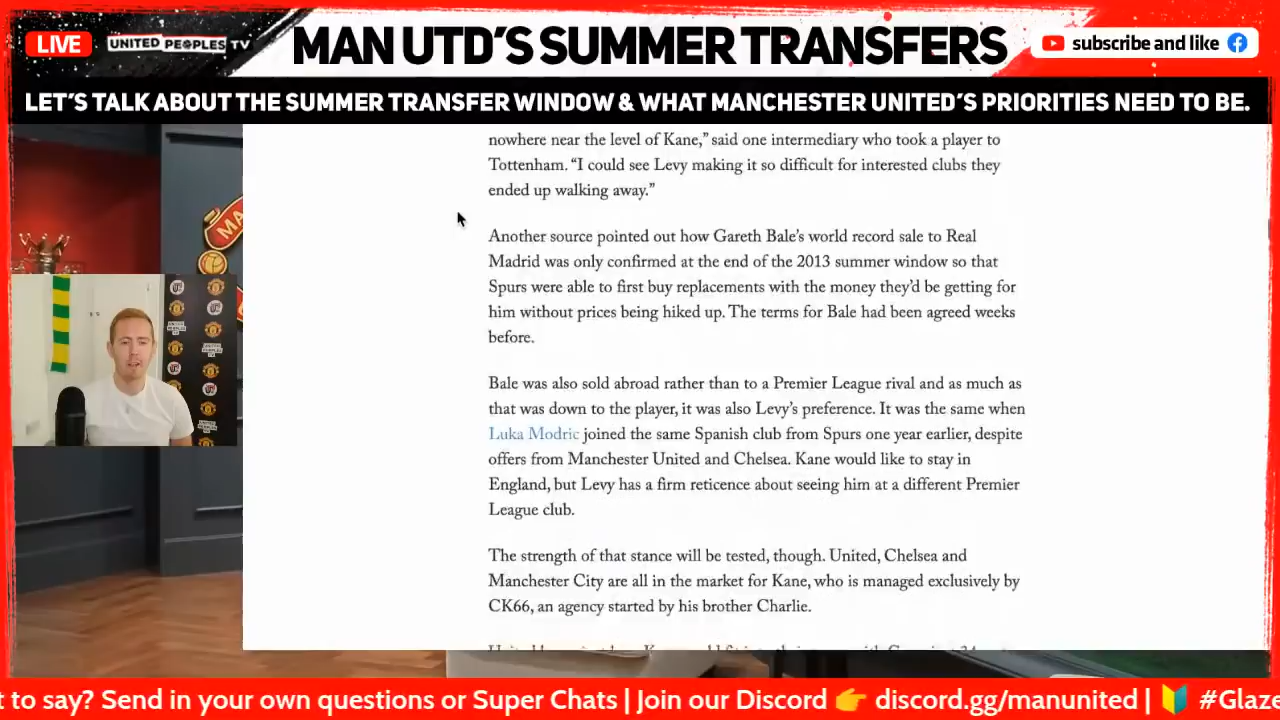 LIVE
UNITED PEOPLES TV
MAN UTD'S SUMMER TRANSFERS
subscribe and like
LET'S TALK ABOUT THE SUMMER TRANSFER WINDOW & WHAT MANCHESTER UNITED'S PRIORITIES NEED TO BE.
nowhere near the level of Kane,” said one intermediary who took a player to
Tottenham. “I could see Levy making it so difficult for interested clubs they
ended up walking away.”
Another source pointed out how Gareth Bale’s world record sale to Real
Madrid was only confirmed at the end of the 2013 summer window so that
Spurs were able to first buy replacements with the money they’d be getting for
him without prices being hiked up. The terms for Bale had been agreed weeks
before.
Bale was also sold abroad rather than to a Premier League rival and as much as
that was down to the player, it was also Levy’s preference. It was the same when
Luka Modric joined the same Spanish club from Spurs one year earlier, despite
offers from Manchester United and Chelsea. Kane would like to stay in
England, but Levy has a firm reticence about seeing him at a different Premier
League club.
The strength of that stance will be tested, though. United, Chelsea and
Manchester City are all in the market for Kane, who is managed exclusively by
CK66, an agency started by his brother Charlie.
t to say? Send in your own questions or Super Chats | Join our Discord 👉 discord.gg/manunited | 🔰 #Glaze